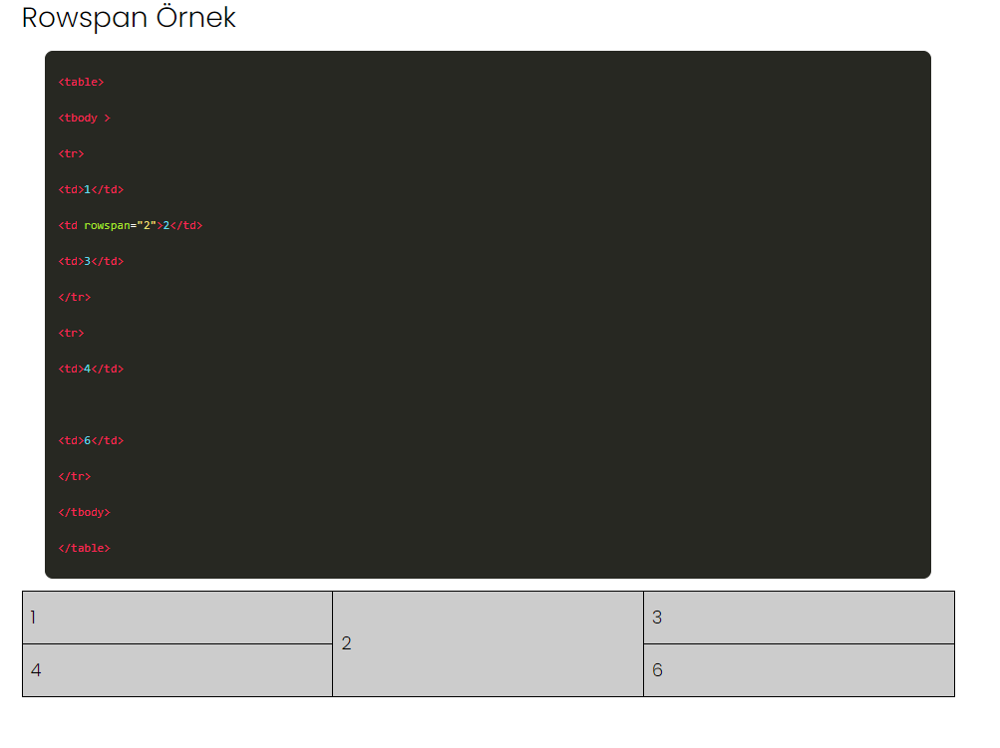 Rowspan Örnek
<table>
<tbody >
<tr>
<td>1</td>
<td rowspan="2">2</td>
<td>3</td>
</tr>
<tr>
<td>4</td>
<td>6</td>
</tr>
</tbody>
</table>
1
2
3
4
6